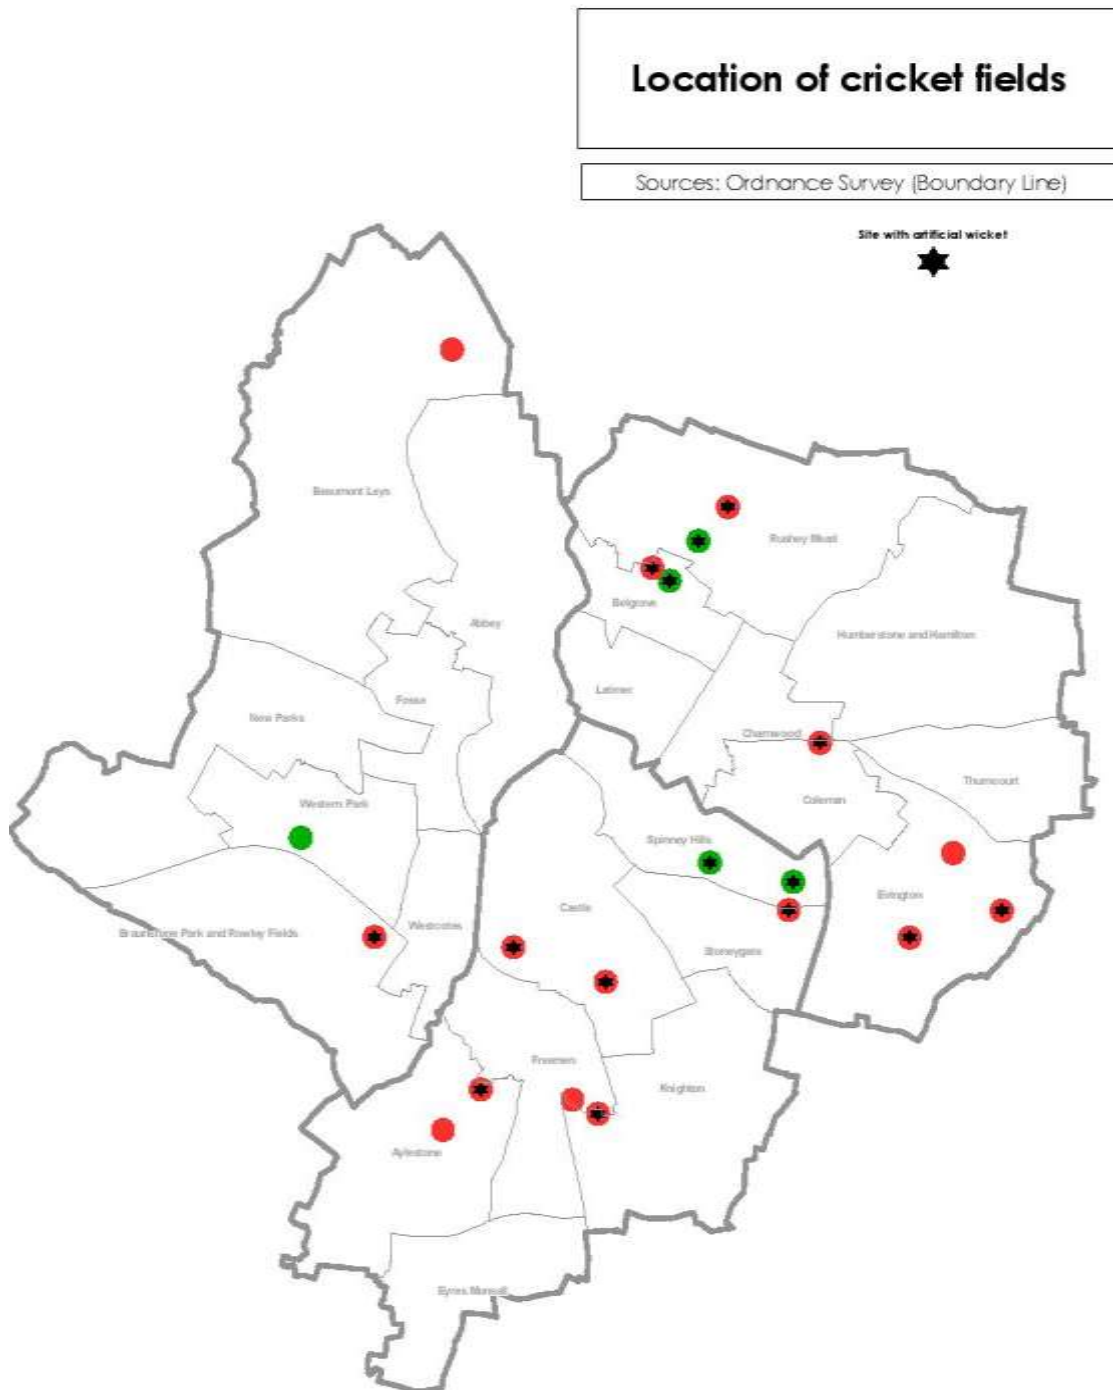 Location of cricket fields
Sources: Ordnance Survey (Boundary Line)
Site with artificial wicket
Beaumont Leys
Rushey Mead
Belgrave
Abbey
Humberstone and Hamilton
Latimer
Fosse
New Parks
Charnwood
Thurncourt
Coleman
Western Park
Spinney Hills
Evington
Castle
Westcotes
Braunstone Park and Rowley Fields
Stoneygate
Freemen
Knighton
Aylestone
Eyres Monsell